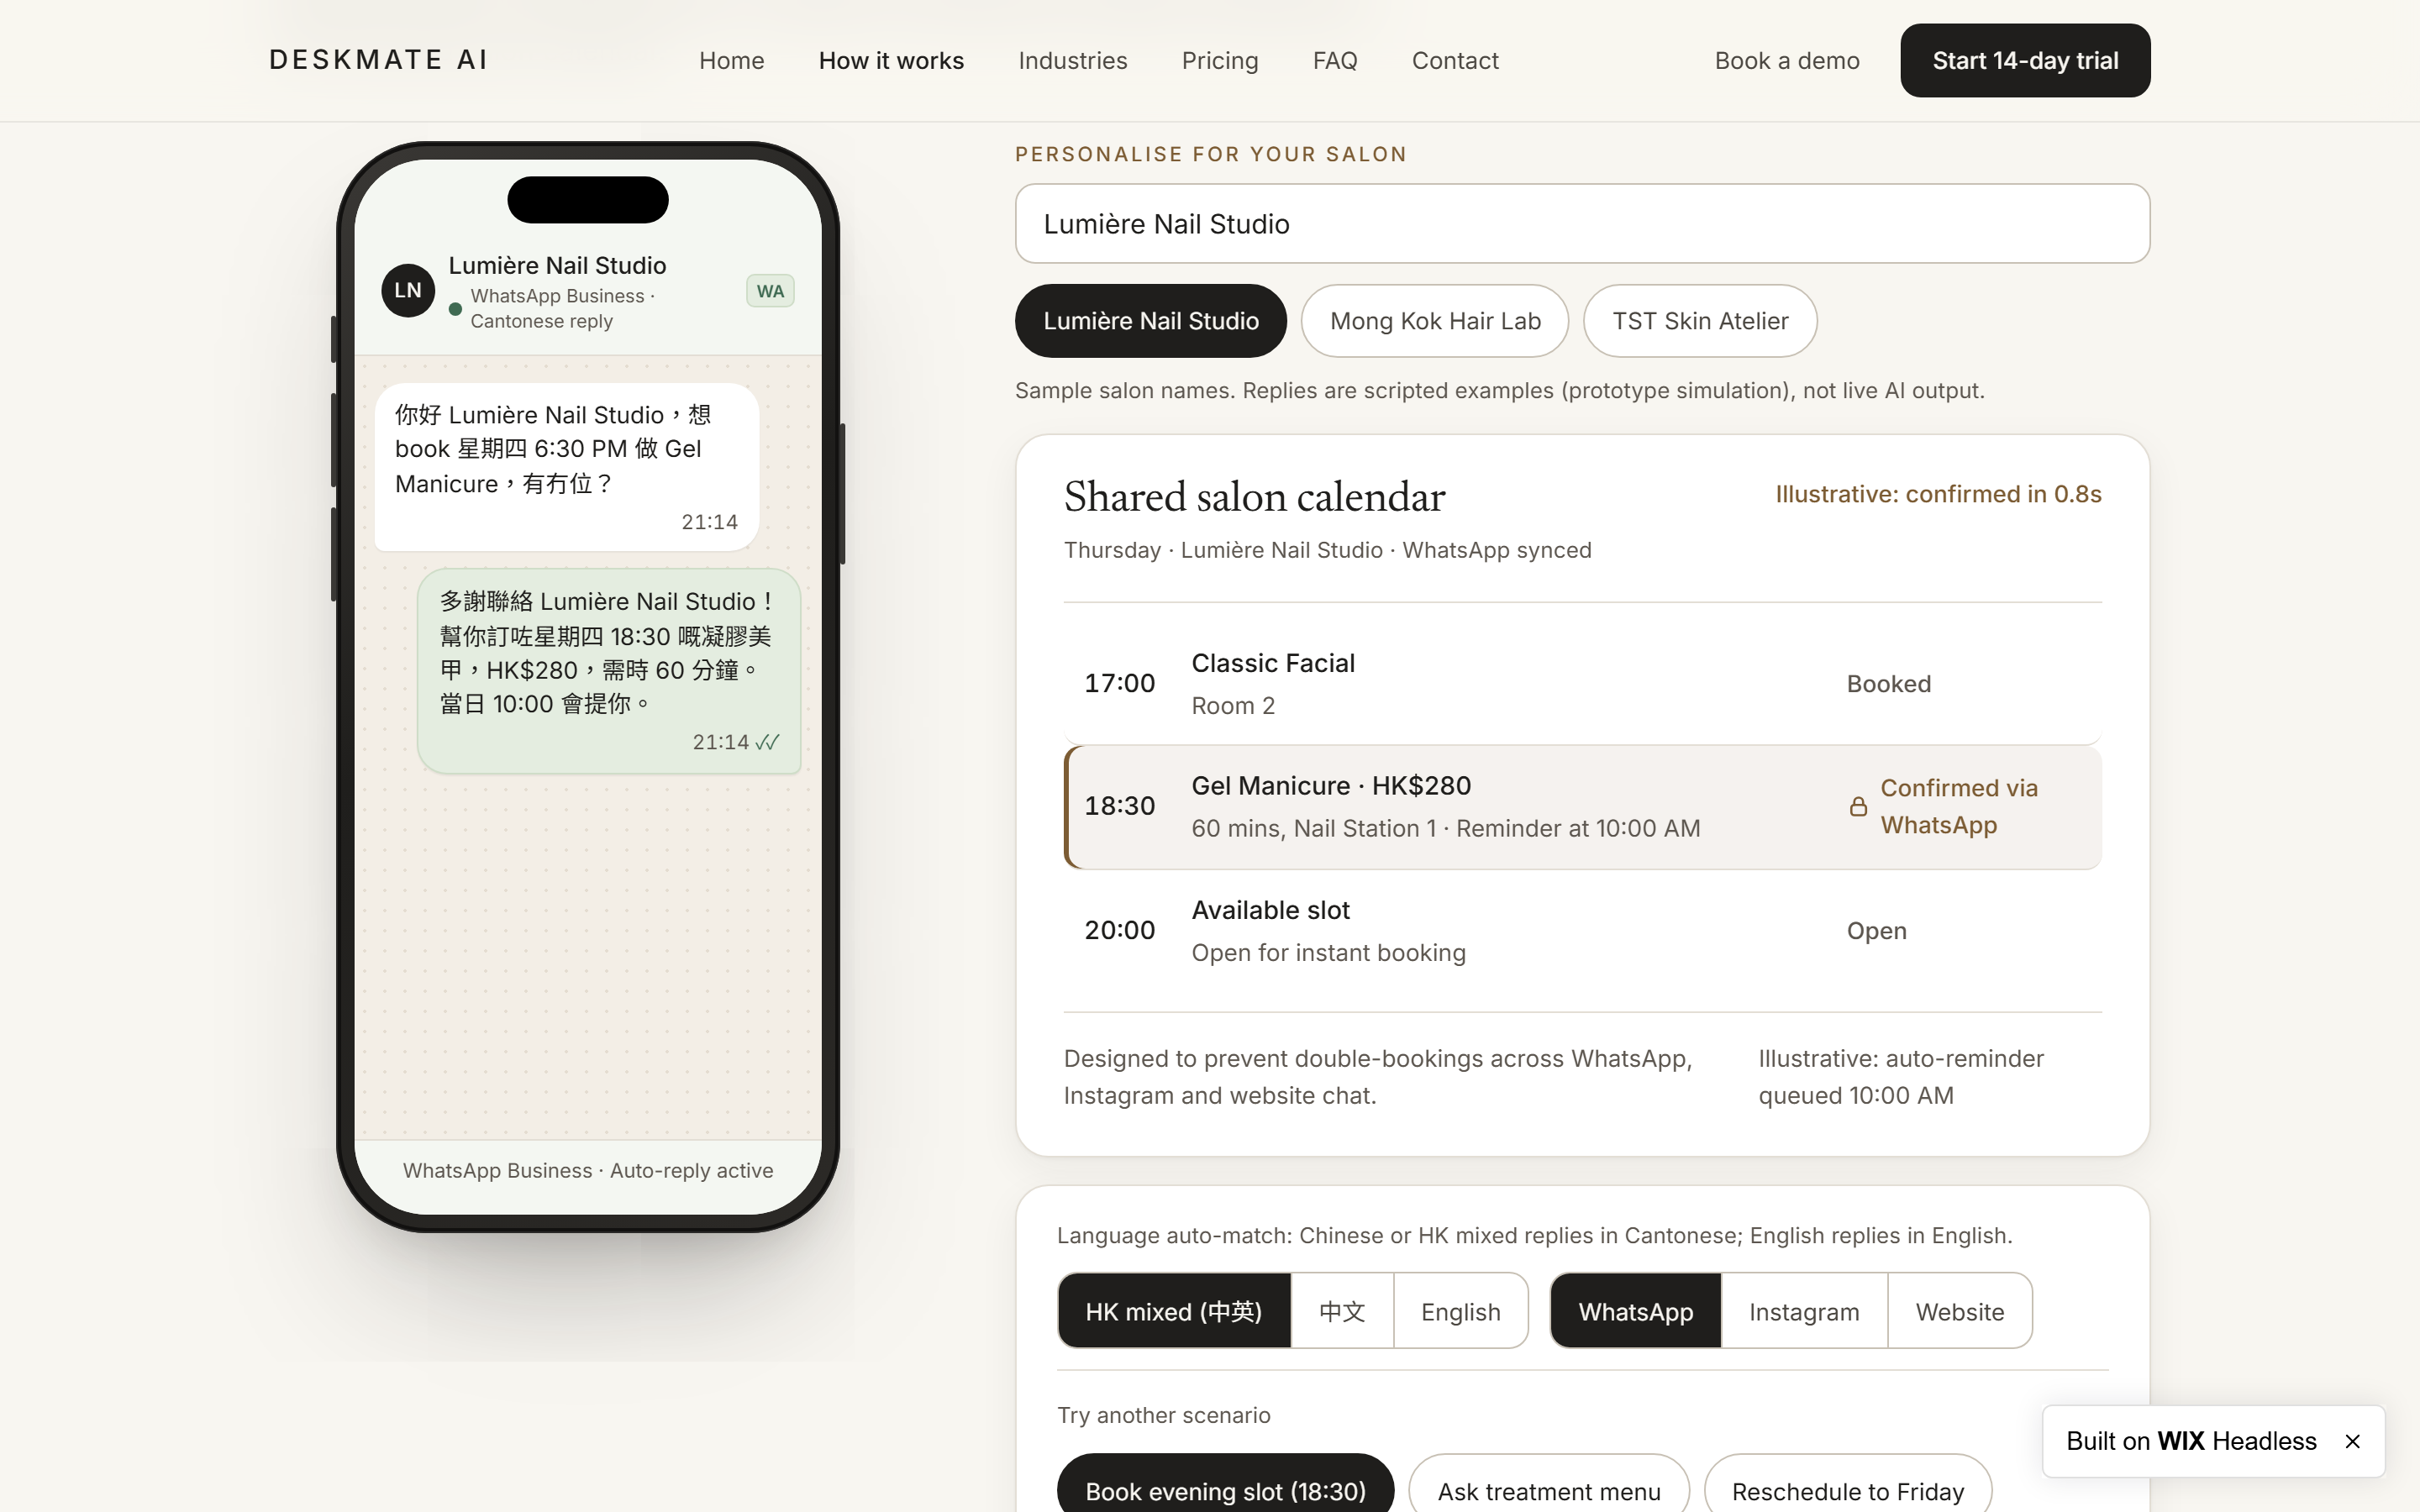 DESKMATE AI
Home
How it works
Industries
Pricing
FAQ
Contact
Book a demo
Start 14-day trial
LN
Lumière Nail Studio
WhatsApp Business ·
Cantonese reply
WA
你好 Lumière Nail Studio，想
book 星期四 6:30 PM 做 Gel
Manicure，有冇位？
21:14
多謝聯絡 Lumière Nail Studio！
幫你訂咗星期四 18:30 嘅凝膠美
甲，HK$280，需時 60 分鐘。
當日 10:00 會提你。
21:14 ✓✓
WhatsApp Business · Auto-reply active
PERSONALISE FOR YOUR SALON
Lumière Nail Studio
Lumière Nail Studio
Mong Kok Hair Lab
TST Skin Atelier
Sample salon names. Replies are scripted examples (prototype simulation), not live AI output.
Shared salon calendar
Illustrative: confirmed in 0.8s
Thursday · Lumière Nail Studio · WhatsApp synced
17:00
Classic Facial
Room 2
Booked
18:30
Gel Manicure · HK$280
60 mins, Nail Station 1 · Reminder at 10:00 AM
Confirmed via
WhatsApp
20:00
Available slot
Open for instant booking
Open
Designed to prevent double-bookings across WhatsApp,
Instagram and website chat.
Illustrative: auto-reminder
queued 10:00 AM
Language auto-match: Chinese or HK mixed replies in Cantonese; English replies in English.
HK mixed (中英)
中文
English
WhatsApp
Instagram
Website
Try another scenario
Book evening slot (18:30)
Ask treatment menu
Reschedule to Friday
Built on WIX Headless